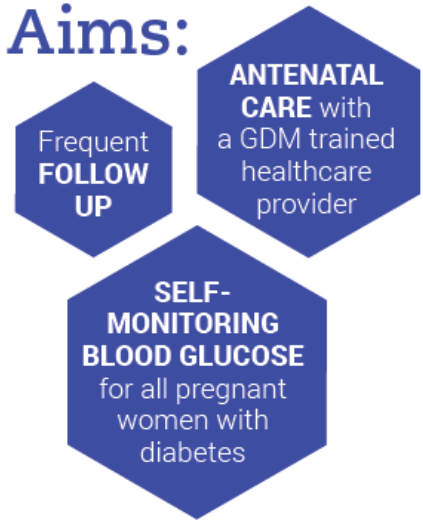 Aims:
Frequent
FOLLOW
UP
ANTENATAL
CARE with
a GDM trained
healthcare
provider
SELF-
MONITORING
BLOOD GLUCOSE
for all pregnant
women with
diabetes